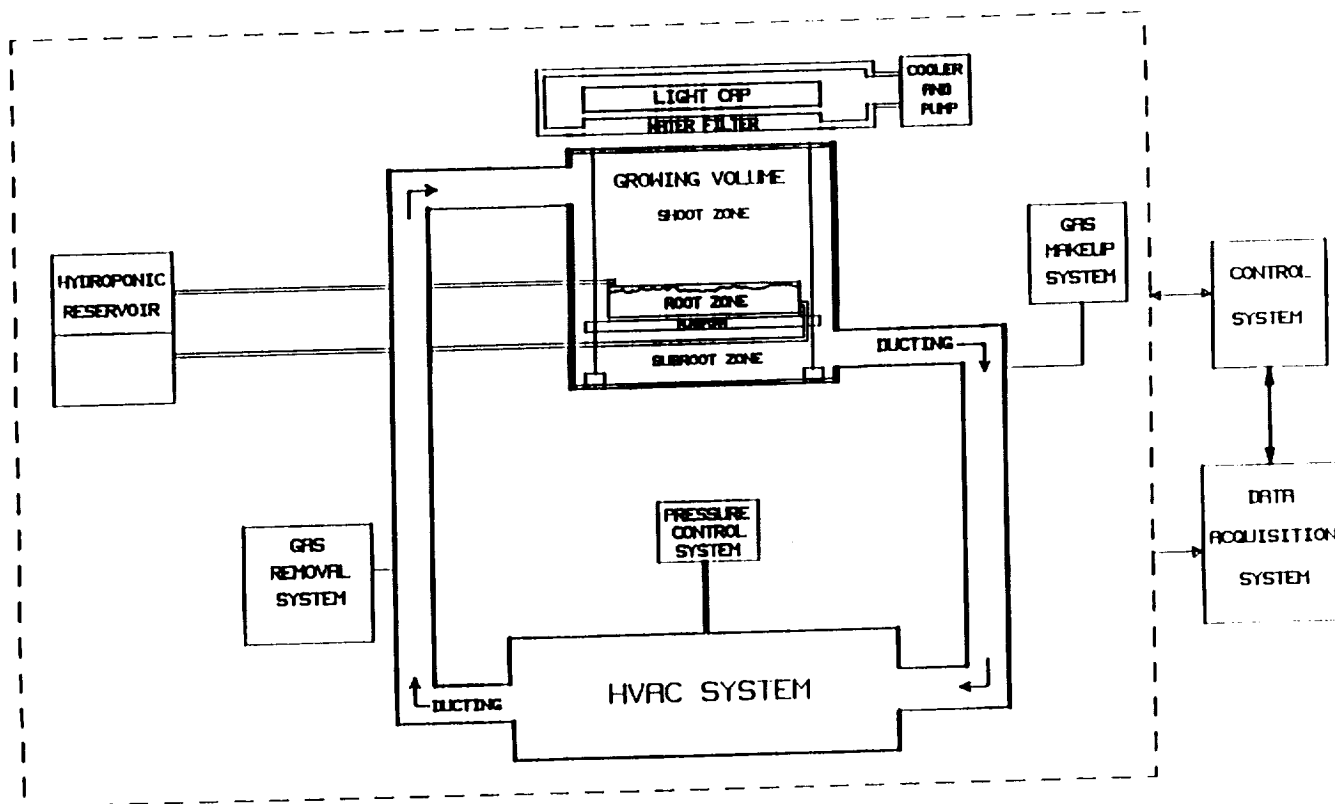 COOLER
AND
PUMP
LIGHT CAP
WATER FILTER
GROWING VOLUME
SHOOT ZONE
GAS
MAKEUP
SYSTEM
HYDROPONIC
RESERVOIR
CONTROL
SYSTEM
ROOT ZONE
SUBROOT ZONE
DUCTING
DATA
ACQUISITION
SYSTEM
PRESSURE
CONTROL
SYSTEM
GAS
REMOVAL
SYSTEM
HVAC SYSTEM
DUCTING